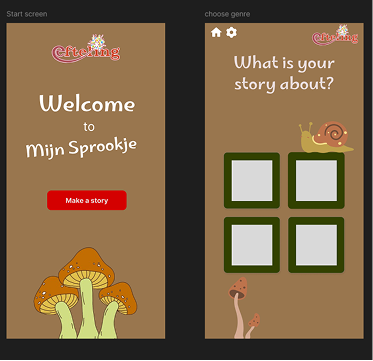 Start screen
Efteling
Welcome
to
Mijn Sprookje
Make a story
choose genre
Efteling
What is your
story about?